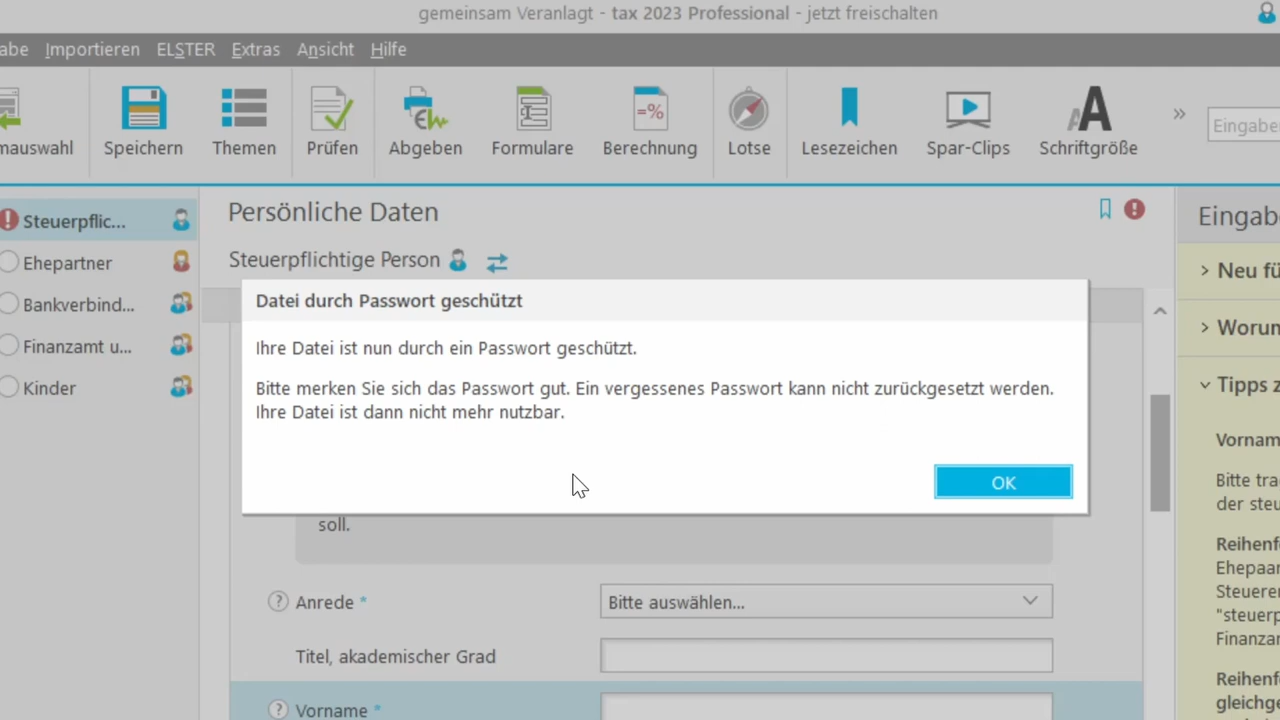 gemeinsam Veranlagt - tax 2023 Professional - jetzt freischalten
abe Importieren ELSTER Extras Ansicht Hilfe
mauswahl Speichern Themen Prüfen Abgeben Formulare Berechnung Lotse Lesezeichen Spar-Clips Schriftgröße » Eingabe
Steuerpflic...
Ehepartner
Bankverbind...
Finanzamt u...
Kinder
Persönliche Daten
Steuerpflichtige Person
Datei durch Passwort geschützt
Ihre Datei ist nun durch ein Passwort geschützt.
Bitte merken Sie sich das Passwort gut. Ein vergessenes Passwort kann nicht zurückgesetzt werden.
Ihre Datei ist dann nicht mehr nutzbar.
OK
soll.
Anrede *
Bitte auswählen...
Titel, akademischer Grad
Vorname *
Eingab
Neu fü
Worun
Tipps z
Vornam
Bitte tra
der steu
Reihenf
Ehepaar
Steuerer
"steuerp
Finanzar
Reihenf
gleichge